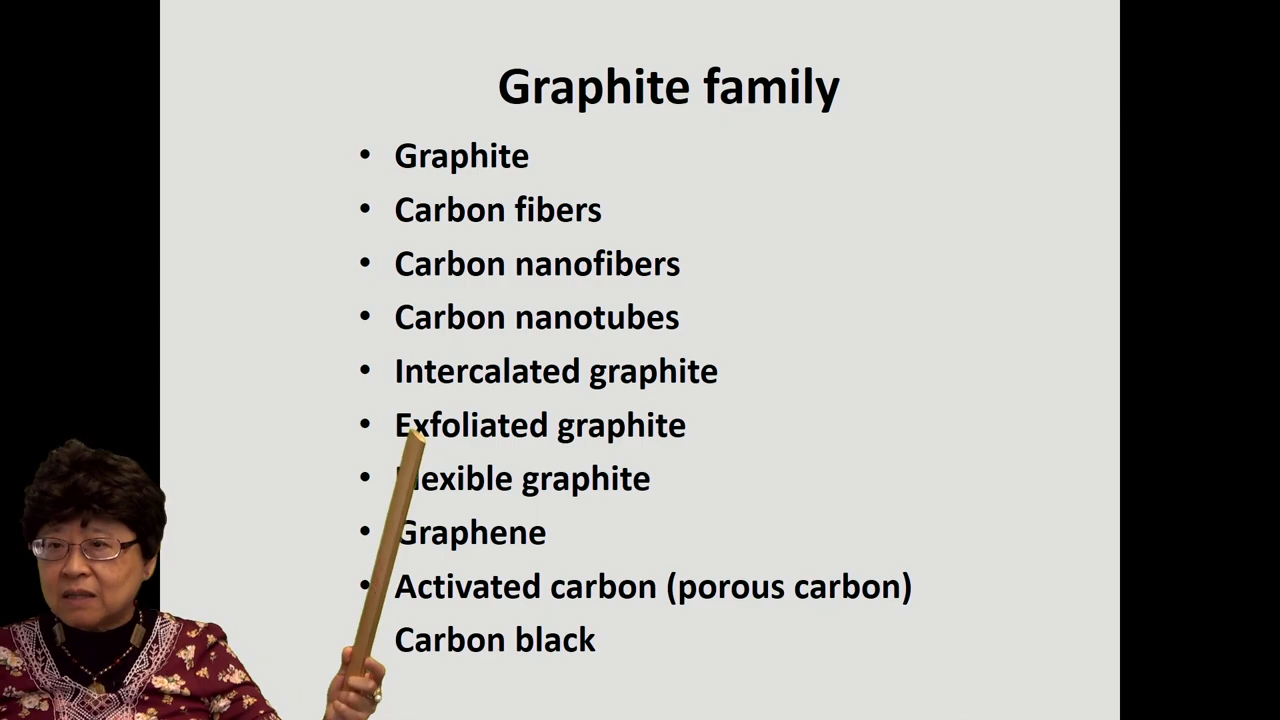 Graphite family
• Graphite
• Carbon fibers
• Carbon nanofibers
• Carbon nanotubes
• Intercalated graphite
• Exfoliated graphite
• Flexible graphite
• Graphene
• Activated carbon (porous carbon)
Carbon black